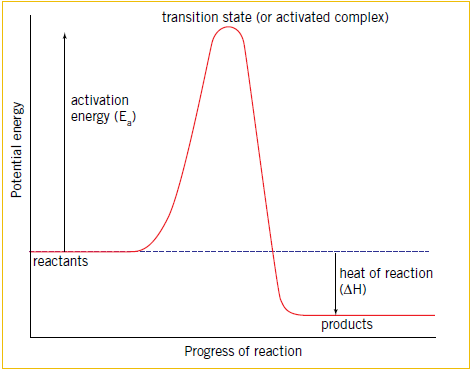 transition state (or activated complex)
activation
energy (Eₐ)
Potential energy
reactants
heat of reaction
(ΔH)
products
Progress of reaction